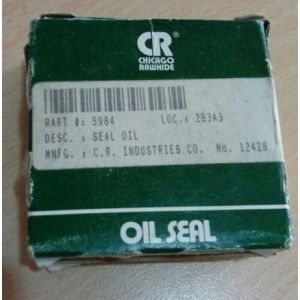 CR®
CHICAGO
RAWHIDE
PART #: 5984 LOC.: 2B3A3
DESC. : SEAL OIL
MNFG. : C.R. INDUSTRIES CO. No. 12428
OIL SEAL